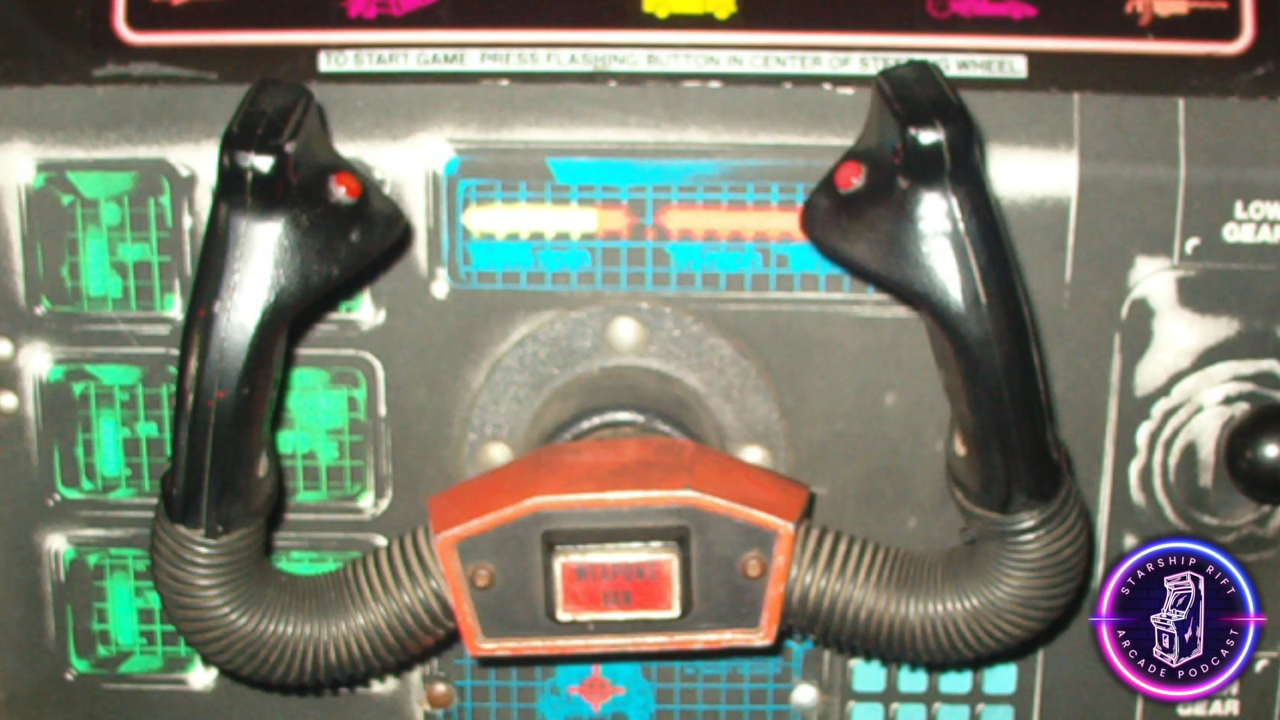 TO START GAME PRESS FLASHING BUTTON IN CENTER OF STEERING WHEEL
LOW
GEAR
WEAPONS
VAN
STARSHIP RIFT
ARCADE PODCAST
GEAR